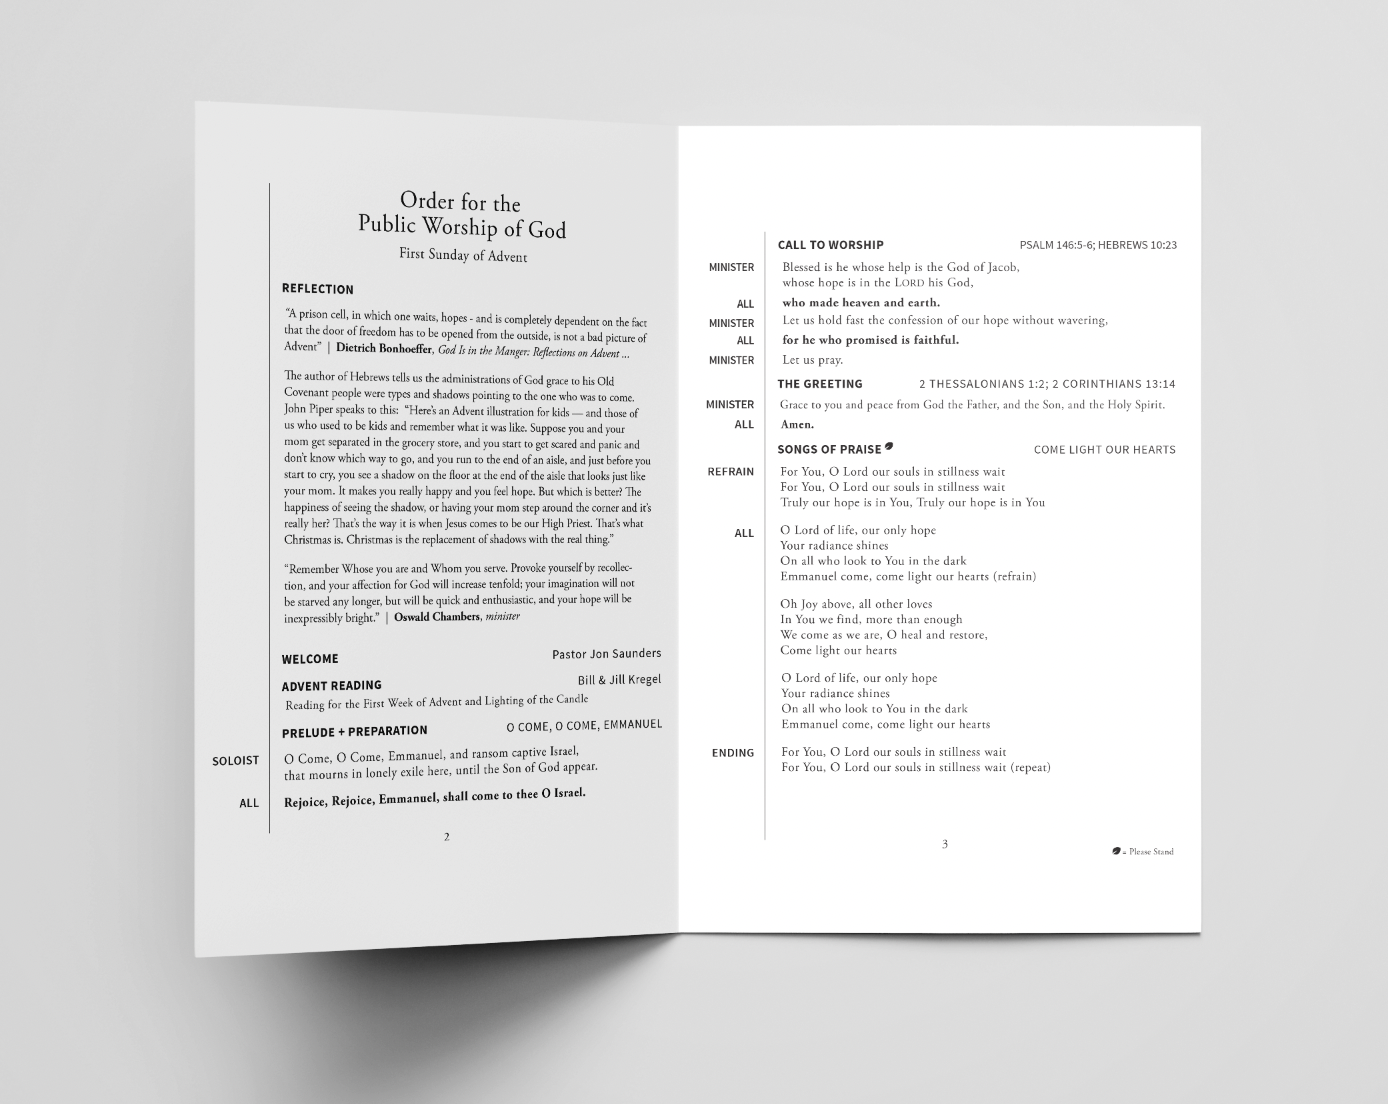 Order for the
Public Worship of God
First Sunday of Advent
REFLECTION
“A prison cell, in which one waits, hopes - and is completely dependent on the fact
that the door of freedom has to be opened from the outside, is not a bad picture of
Advent” | Dietrich Bonhoeffer, God Is in the Manger: Reflections on Advent ...
The author of Hebrews tells us the administrations of God grace to his Old
Covenant people were types and shadows pointing to the one who was to come.
John Piper speaks to this: “Here’s an Advent illustration for kids — and those of
us who used to be kids and remember what it was like. Suppose you and your
mom get separated in the grocery store, and you start to get scared and panic and
don’t know which way to go, and you run to the end of an aisle, and just before you
start to cry, you see a shadow on the floor at the end of the aisle that looks just like
your mom. It makes you really happy and you feel hope. But which is better? The
happiness of seeing the shadow, or having your mom step around the corner and it’s
really her? That’s the way it is when Jesus comes to be our High Priest. That’s what
Christmas is. Christmas is the replacement of shadows with the real thing.”
“Remember Whose you are and Whom you serve. Provoke yourself by recollec-
tion, and your affection for God will increase tenfold; your imagination will not
be starved any longer, but will be quick and enthusiastic, and your hope will be
inexpressibly bright.” | Oswald Chambers, minister
WELCOME Pastor Jon Saunders
ADVENT READING Bill & Jill Kregel
Reading for the First Week of Advent and Lighting of the Candle
PRELUDE + PREPARATION O COME, O COME, EMMANUEL
SOLOIST O Come, O Come, Emmanuel, and ransom captive Israel,
that mourns in lonely exile here, until the Son of God appear.
ALL Rejoice, Rejoice, Emmanuel, shall come to thee O Israel.
2
CALL TO WORSHIP PSALM 146:5-6; HEBREWS 10:23
MINISTER Blessed is he whose help is the God of Jacob,
whose hope is in the LORD his God,
ALL who made heaven and earth.
MINISTER Let us hold fast the confession of our hope without wavering,
ALL for he who promised is faithful.
MINISTER Let us pray.
THE GREETING 2 THESSALONIANS 1:2; 2 CORINTHIANS 13:14
MINISTER Grace to you and peace from God the Father, and the Son, and the Holy Spirit.
ALL Amen.
SONGS OF PRAISE COME LIGHT OUR HEARTS
REFRAIN For You, O Lord our souls in stillness wait
For You, O Lord our souls in stillness wait
Truly our hope is in You, Truly our hope is in You
ALL O Lord of life, our only hope
Your radiance shines
On all who look to You in the dark
Emmanuel come, come light our hearts (refrain)
Oh Joy above, all other loves
In You we find, more than enough
We come as we are, O heal and restore,
Come light our hearts
O Lord of life, our only hope
Your radiance shines
On all who look to You in the dark
Emmanuel come, come light our hearts
ENDING For You, O Lord our souls in stillness wait
For You, O Lord our souls in stillness wait (repeat)
3
= Please Stand